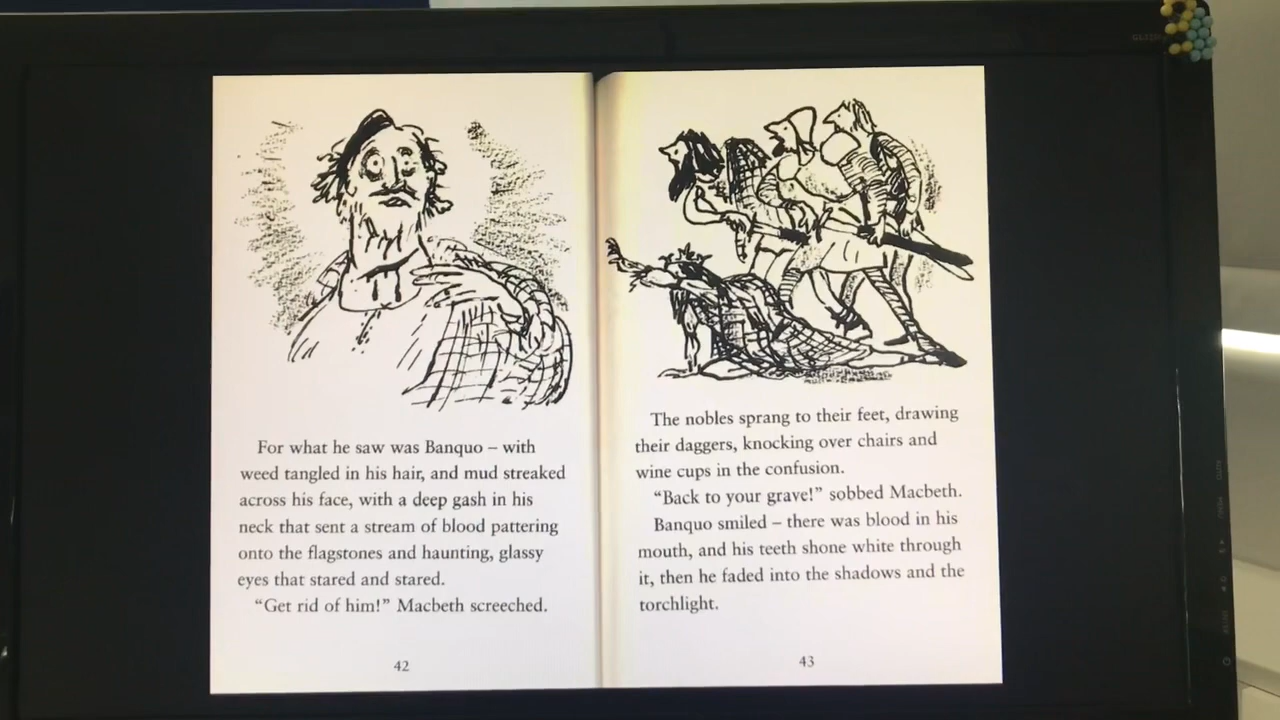 For what he saw was Banquo – with
weed tangled in his hair, and mud streaked
across his face, with a deep gash in his
neck that sent a stream of blood pattering
onto the flagstones and haunting, glassy
eyes that stared and stared.
“Get rid of him!” Macbeth screeched.
42
The nobles sprang to their feet, drawing
their daggers, knocking over chairs and
wine cups in the confusion.
“Back to your grave!” sobbed Macbeth.
Banquo smiled – there was blood in his
mouth, and his teeth shone white through
it, then he faded into the shadows and the
torchlight.
43